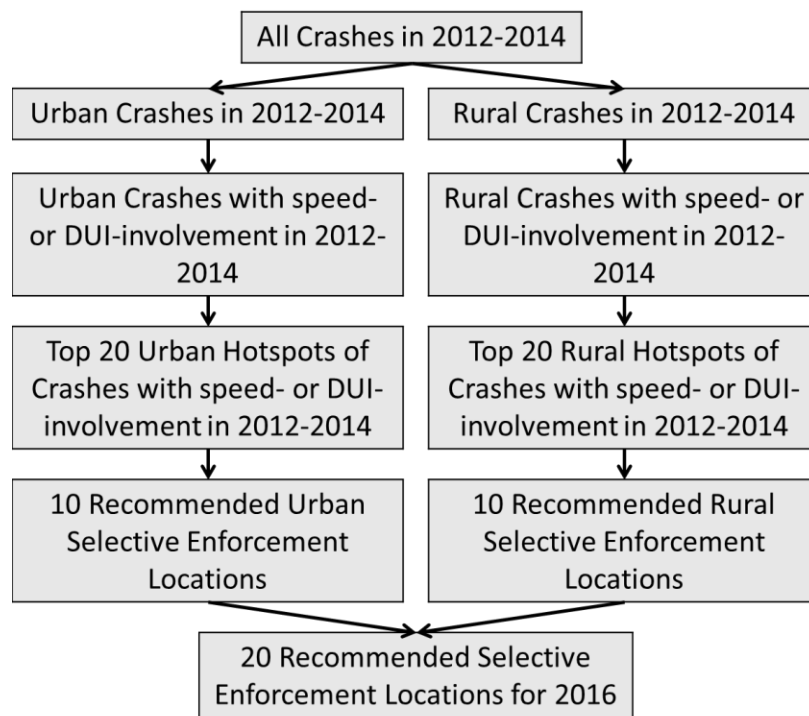 All Crashes in 2012-2014
Urban Crashes in 2012-2014
Rural Crashes in 2012-2014
Urban Crashes with speed-
or DUI-involvement in 2012-
2014
Rural Crashes with speed- or
DUI-involvement in 2012-
2014
Top 20 Urban Hotspots of
Crashes with speed- or DUI-
involvement in 2012-2014
Top 20 Rural Hotspots of
Crashes with speed- or DUI-
involvement in 2012-2014
10 Recommended Urban
Selective Enforcement
Locations
10 Recommended Rural
Selective Enforcement
Locations
20 Recommended Selective
Enforcement Locations for 2016